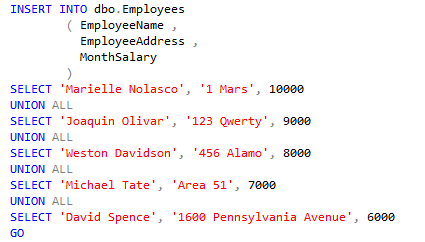 INSERT INTO dbo.Employees
( EmployeeName ,
EmployeeAddress ,
MonthSalary
)
SELECT 'Marielle Nolasco', '1 Mars', 10000
UNION ALL
SELECT 'Joaquin Olivar', '123 Qwerty', 9000
UNION ALL
SELECT 'Weston Davidson', '456 Alamo', 8000
UNION ALL
SELECT 'Michael Tate', 'Area 51', 7000
UNION ALL
SELECT 'David Spence', '1600 Pennsylvania Avenue', 6000
GO